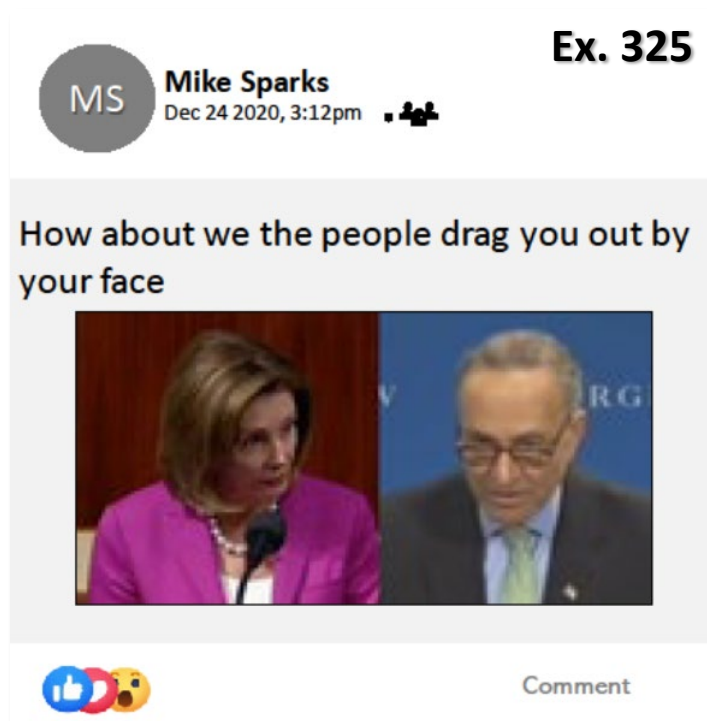 Ex. 325
MS
Mike Sparks
Dec 24 2020, 3:12pm
How about we the people drag you out by
your face
V
RG
Comment